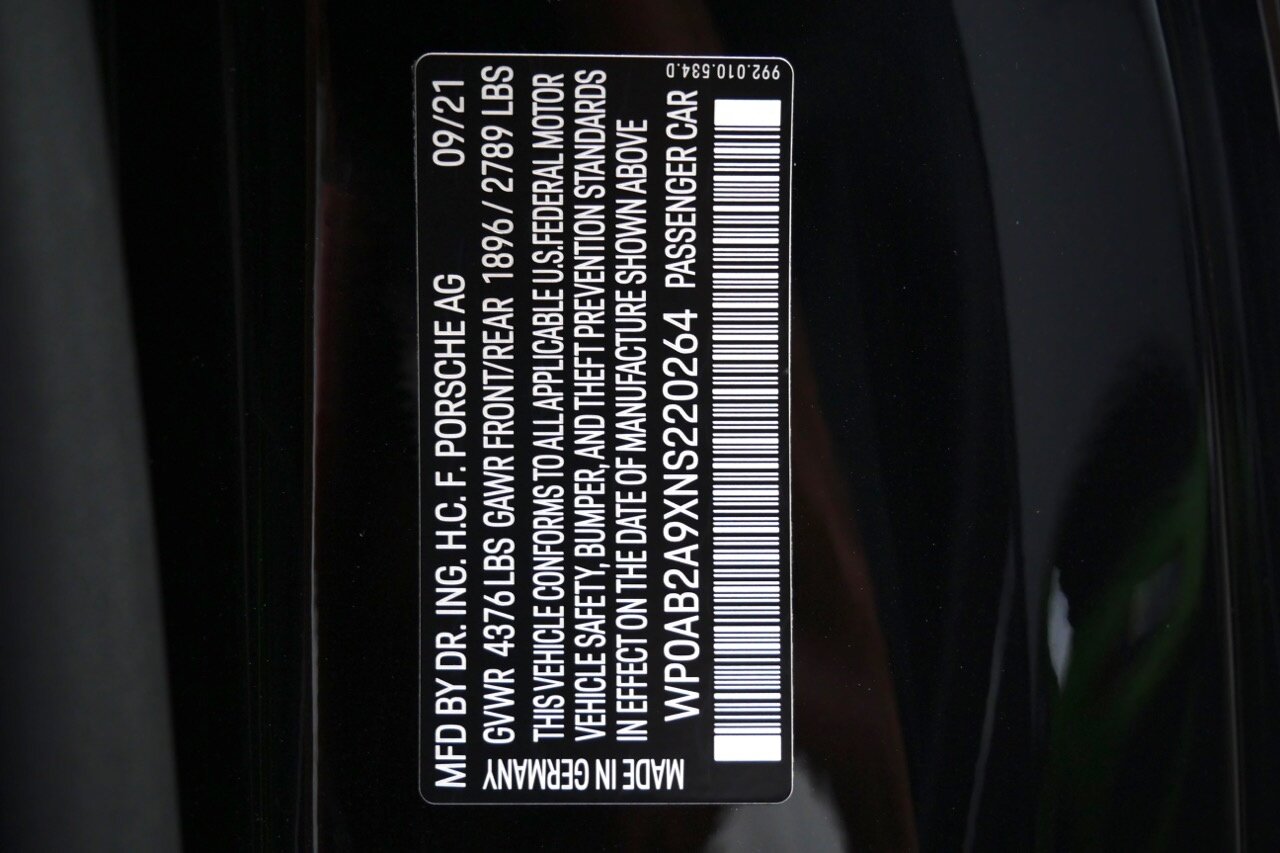 MFD BY DR. ING. H.C. F. PORSCHE AG 09/21
GVWR 4376 LBS GAWR FRONT/REAR 1896 / 2789 LBS
THIS VEHICLE CONFORMS TO ALL APPLICABLE U.S. FEDERAL MOTOR
VEHICLE SAFETY, BUMPER, AND THEFT PREVENTION STANDARDS
IN EFFECT ON THE DATE OF MANUFACTURE SHOWN ABOVE
WP0AB2A9XNS220264 PASSENGER CAR
MADE IN GERMANY
992.010.534.D